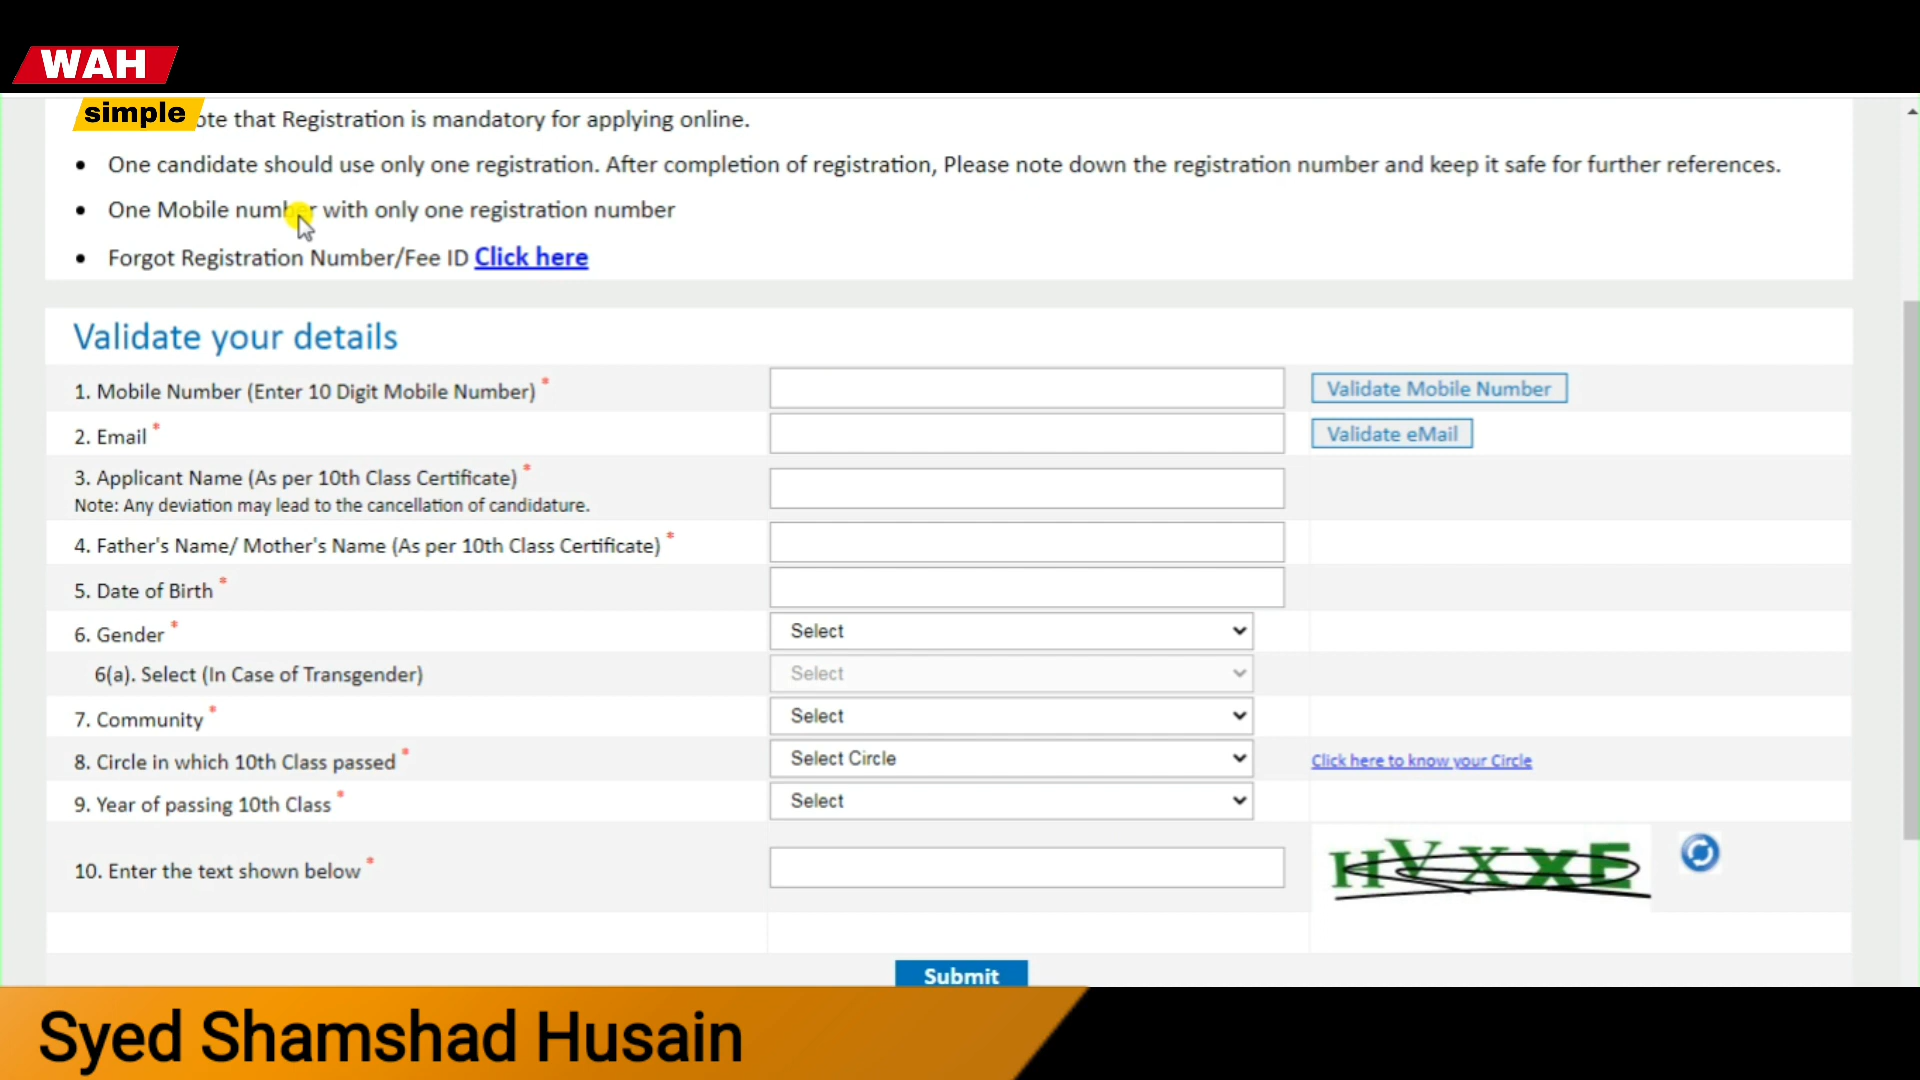 WAH
simple
ote that Registration is mandatory for applying online.
• One candidate should use only one registration. After completion of registration, Please note down the registration number and keep it safe for further references.
• One Mobile number with only one registration number
• Forgot Registration Number/Fee ID Click here
Validate your details
1. Mobile Number (Enter 10 Digit Mobile Number) * Validate Mobile Number
2. Email * Validate eMail
3. Applicant Name (As per 10th Class Certificate) *
Note: Any deviation may lead to the cancellation of candidature.
4. Father's Name/ Mother's Name (As per 10th Class Certificate) *
5. Date of Birth *
6. Gender * Select
6(a). Select (In Case of Transgender) Select
7. Community * Select
8. Circle in which 10th Class passed * Select Circle Click here to know your Circle
9. Year of passing 10th Class * Select
10. Enter the text shown below * HVXXE
Submit
Syed Shamshad Husain